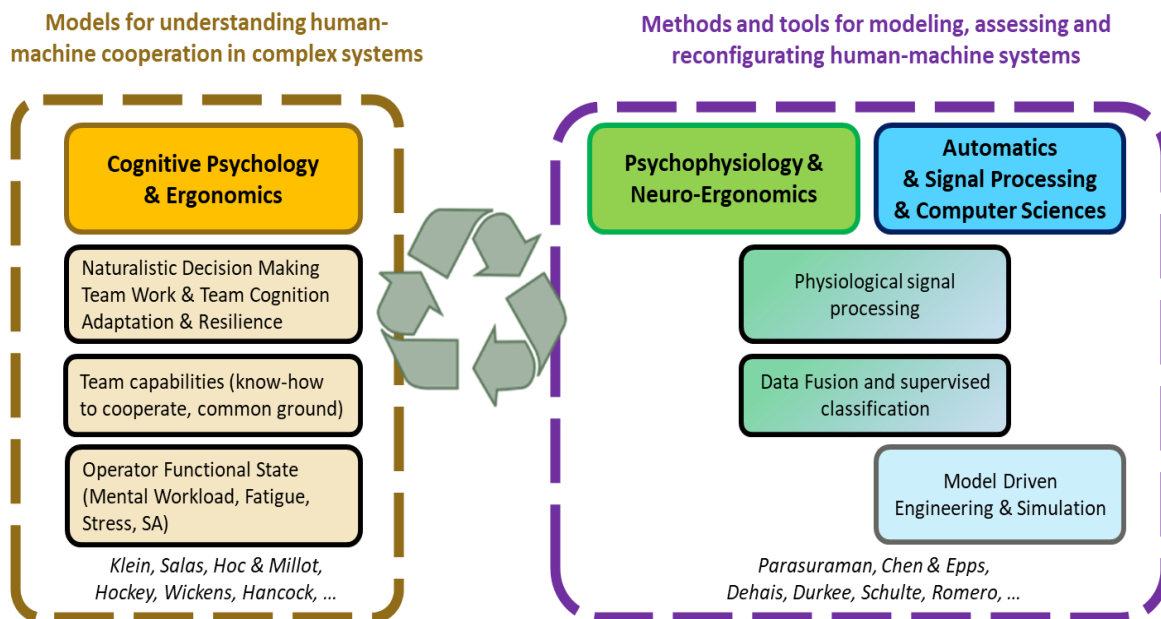 Models for understanding human-
machine cooperation in complex systems
Cognitive Psychology
& Ergonomics
Naturalistic Decision Making
Team Work & Team Cognition
Adaptation & Resilience
Team capabilities (know-how
to cooperate, common ground)
Operator Functional State
(Mental Workload, Fatigue,
Stress, SA)
Klein, Salas, Hoc & Millot,
Hockey, Wickens, Hancock, ...
Methods and tools for modeling, assessing and
reconfigurating human-machine systems
Psychophysiology &
Neuro-Ergonomics
Automatics
& Signal Processing
& Computer Sciences
Physiological signal
processing
Data Fusion and supervised
classification
Model Driven
Engineering & Simulation
Parasuraman, Chen & Epps,
Dehais, Durkee, Schulte, Romero, ...